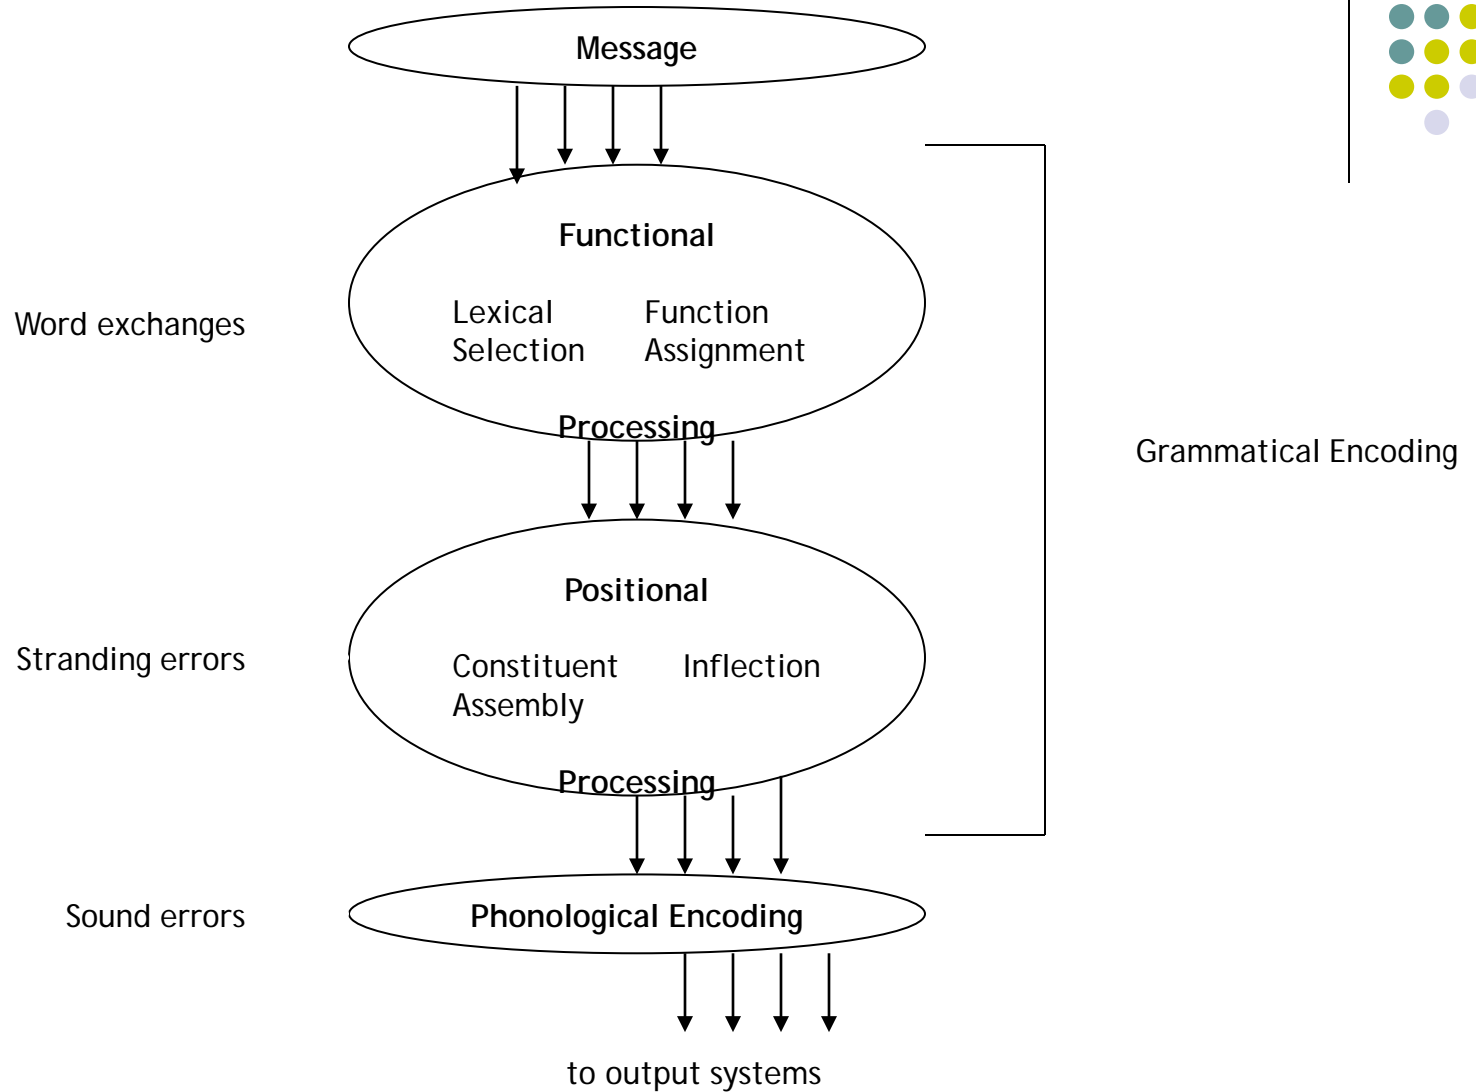 Message
Functional
Lexical Function
Selection Assignment
Word exchanges
Processing
Grammatical Encoding
Positional
Constituent Inflection
Assembly
Stranding errors
Processing
Sound errors
Phonological Encoding
to output systems